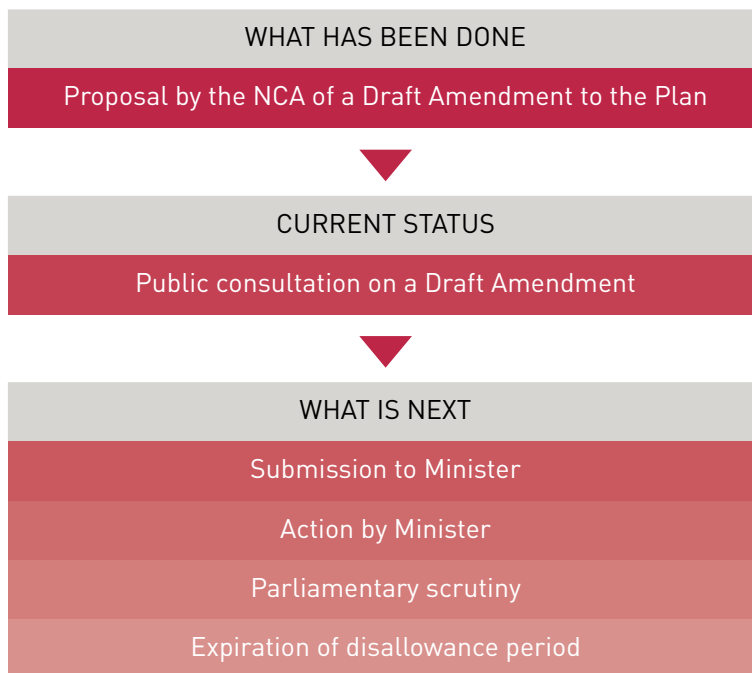 WHAT HAS BEEN DONE
Proposal by the NCA of a Draft Amendment to the Plan
CURRENT STATUS
Public consultation on a Draft Amendment
WHAT IS NEXT
Submission to Minister
Action by Minister
Parliamentary scrutiny
Expiration of disallowance period